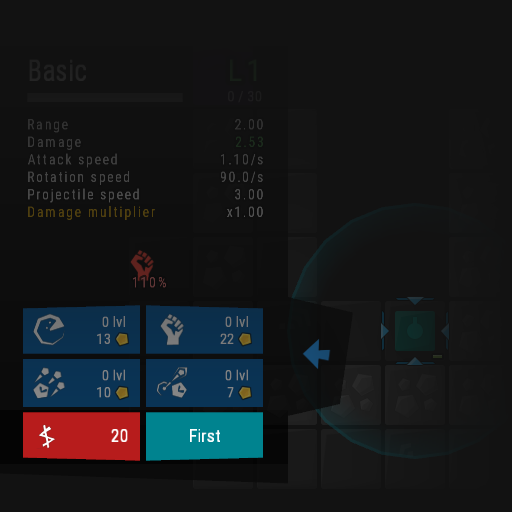 Basic L1
0 / 30
Range 2.00
Damage 2.53
Attack speed 1.10/s
Rotation speed 90.0/s
Projectile speed 3.00
Damage multiplier x1.00
110%
0 lvl 0 lvl
13 22
0 lvl 0 lvl
10 7
20 First